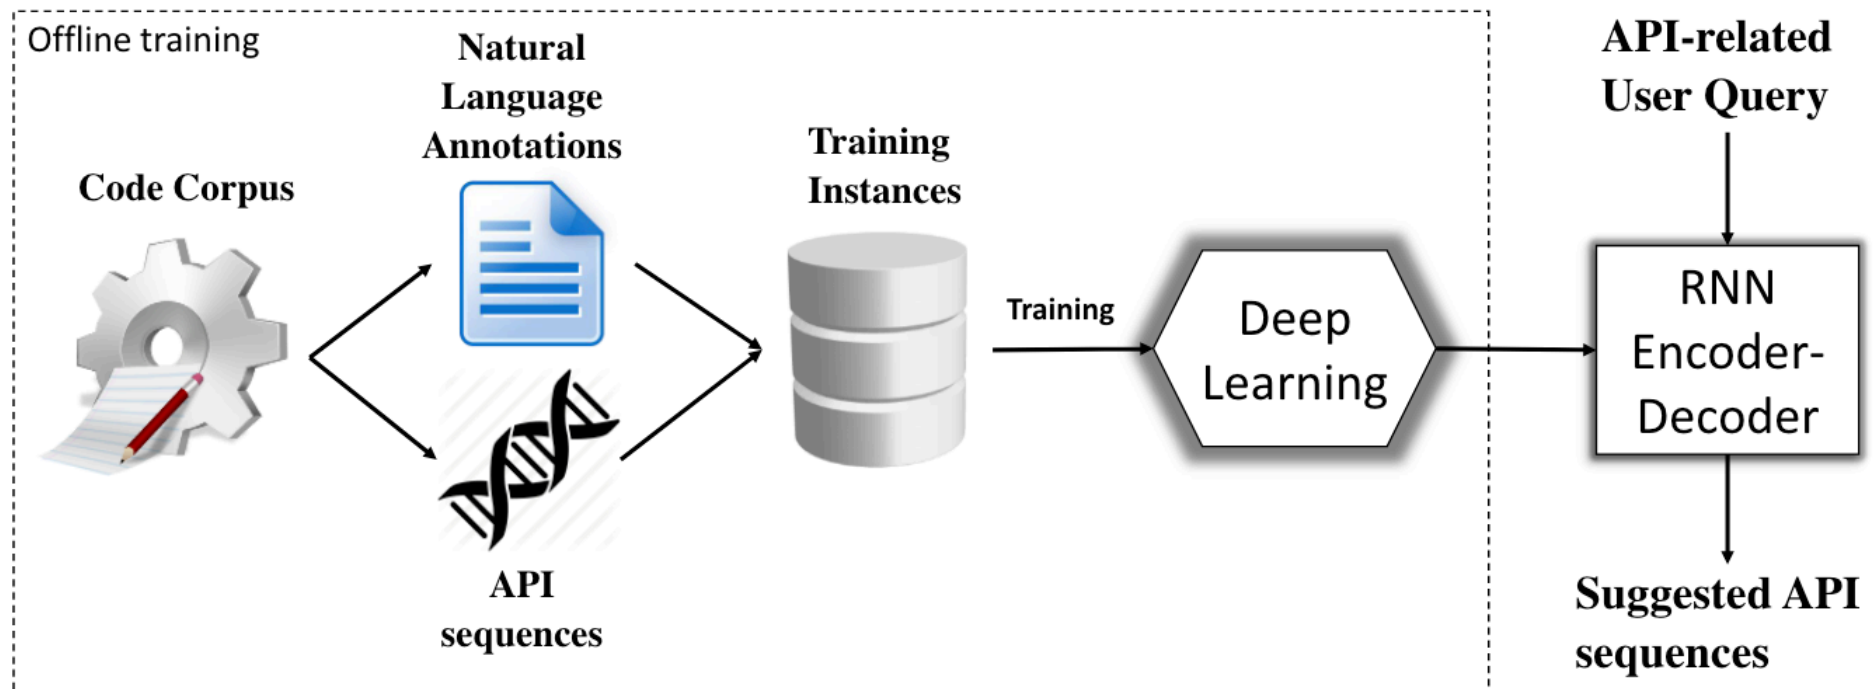 Offline training
Code Corpus
Natural
Language
Annotations
API
sequences
Training
Instances
Training
Deep
Learning
API-related
User Query
RNN
Encoder-
Decoder
Suggested API
sequences